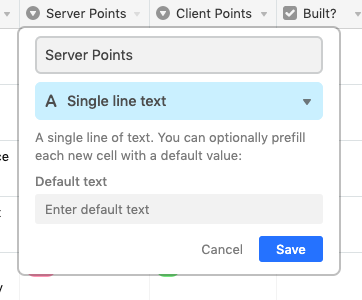 Server Points
Client Points
Built?
Server Points
A Single line text
A single line of text. You can optionally prefill
each new cell with a default value:
Default text
Enter default text
Cancel
Save